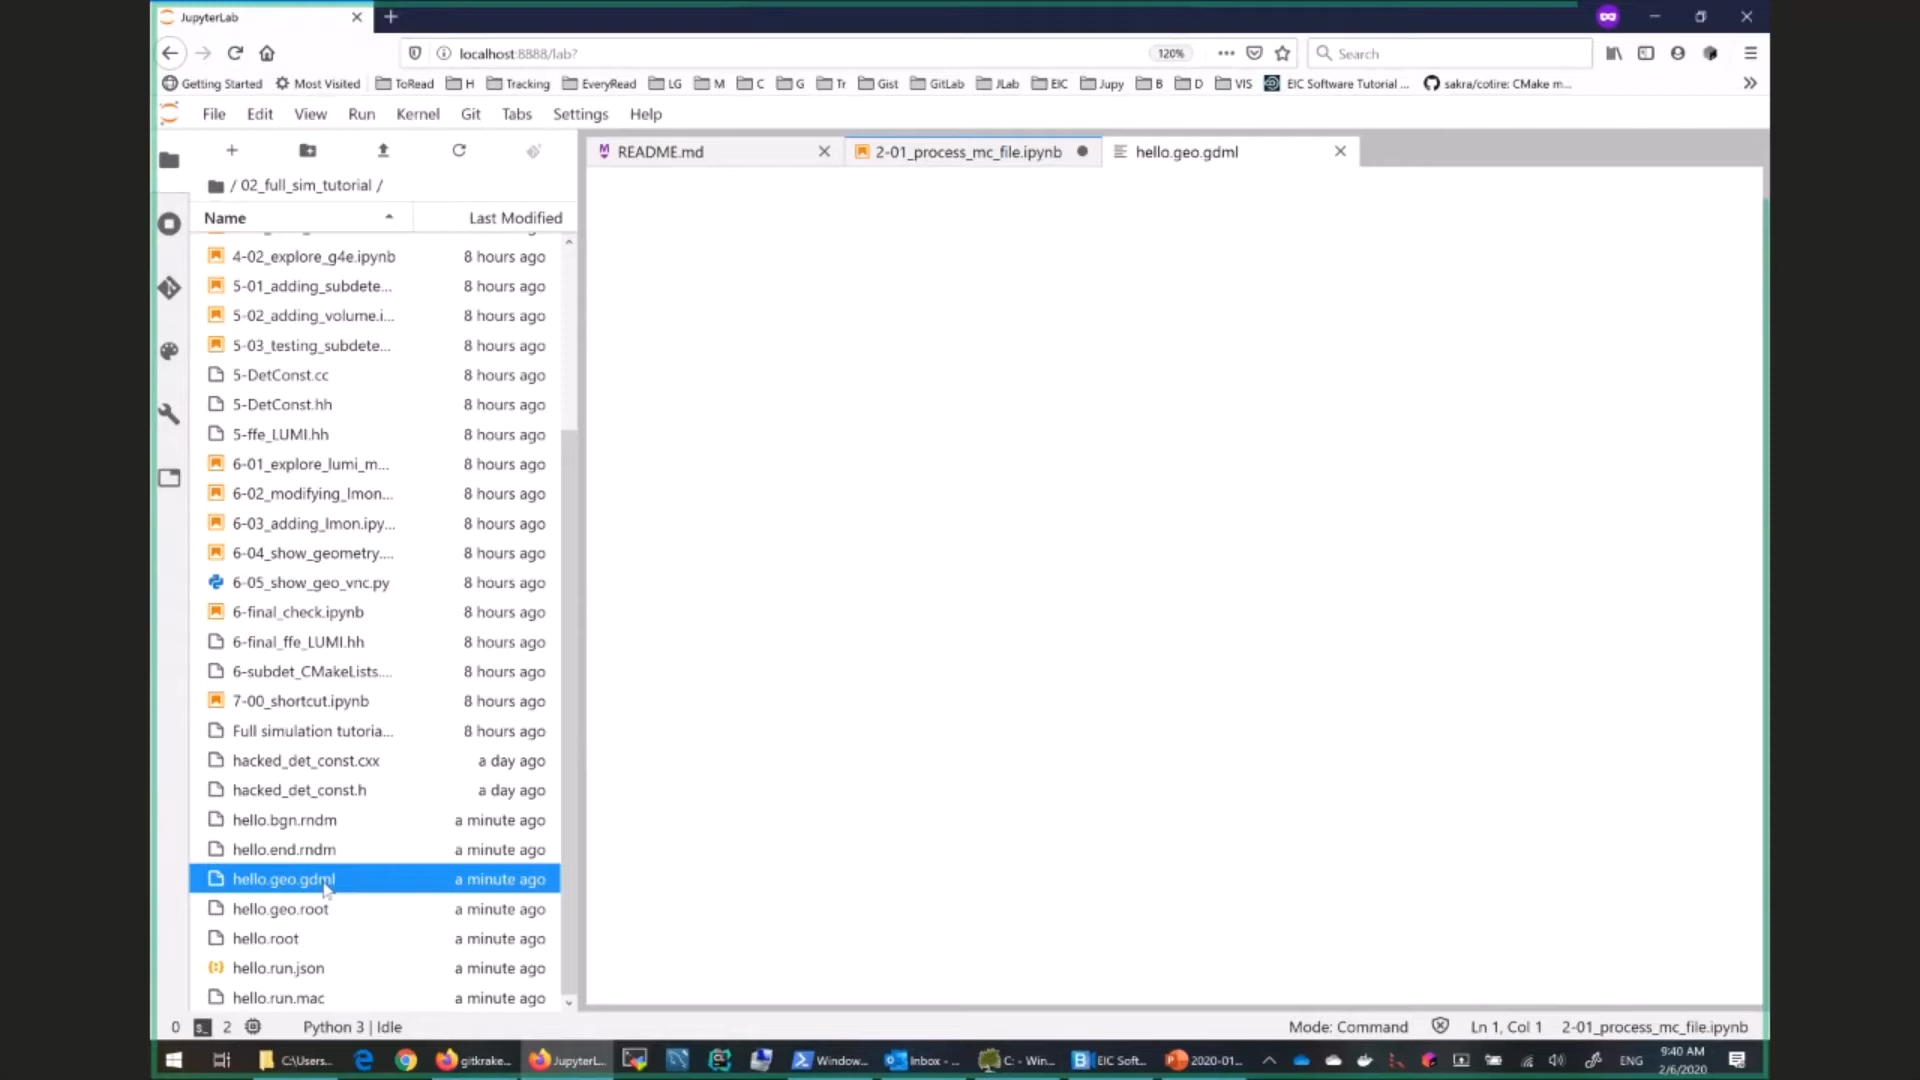 JupyterLab
localhost:8888/lab?
120%
Search
Getting Started
Most Visited
ToRead
H
Tracking
EveryRead
LG
M
C
G
Tr
Gist
GitLab
JLab
EIC
Jupy
B
D
VIS
EIC Software Tutorial ...
sakra/cotire: CMake m...
File Edit View Run Kernel Git Tabs Settings Help
README.md
2-01_process_mc_file.ipynb
hello.geo.gdml
/ 02_full_sim_tutorial /
Name Last Modified
4-02_explore_g4e.ipynb 8 hours ago
5-01_adding_subdete... 8 hours ago
5-02_adding_volume.i... 8 hours ago
5-03_testing_subdete... 8 hours ago
5-DetConst.cc 8 hours ago
5-DetConst.hh 8 hours ago
5-ffe_LUMI.hh 8 hours ago
6-01_explore_lumi_m... 8 hours ago
6-02_modifying_lmon... 8 hours ago
6-03_adding_lmon.ipy... 8 hours ago
6-04_show_geometry.... 8 hours ago
6-05_show_geo_vnc.py 8 hours ago
6-final_check.ipynb 8 hours ago
6-final_ffe_LUMI.hh 8 hours ago
6-subdet_CMakeLists.... 8 hours ago
7-00_shortcut.ipynb 8 hours ago
Full simulation tutoria... 8 hours ago
hacked_det_const.cxx a day ago
hacked_det_const.h a day ago
hello.bgn.rndm a minute ago
hello.end.rndm a minute ago
hello.geo.gdml a minute ago
hello.geo.root a minute ago
hello.root a minute ago
hello.run.json a minute ago
hello.run.mac a minute ago
0 2 Python 3 | Idle Mode: Command Ln 1, Col 1 2-01_process_mc_file.ipynb
C:\Users...
gitkrake...
JupyterL...
Window...
Inbox - ...
C: - Win...
EIC Soft...
2020-01...
ENG
9:40 AM
2/6/2020